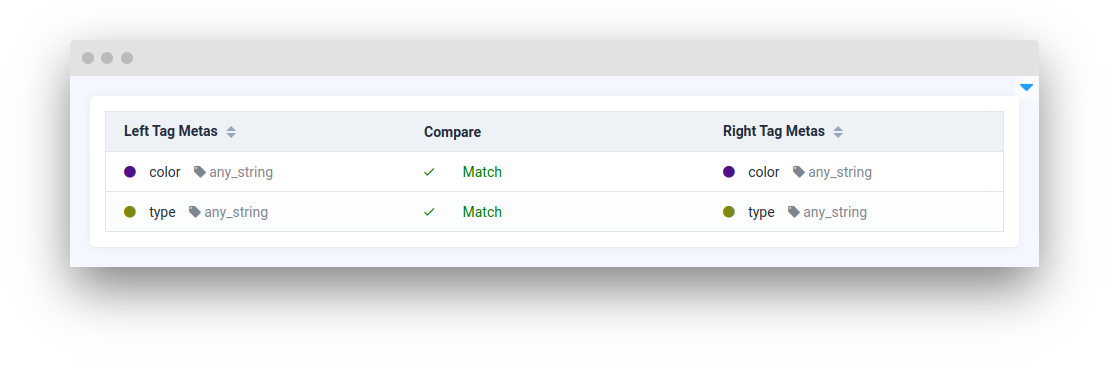 Left Tag Metas Compare Right Tag Metas
color any_string Match color any_string
type any_string Match type any_string